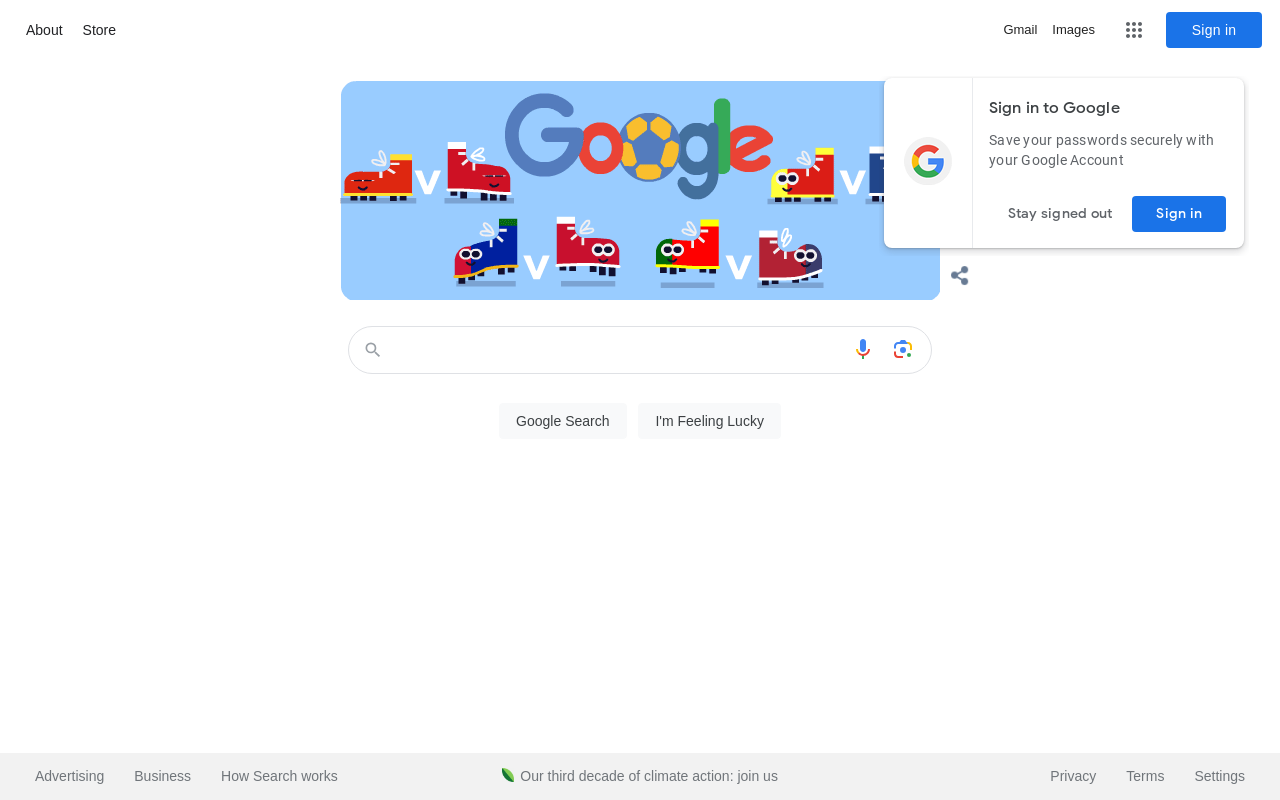 About Store
Gmail Images Sign in
Google
v v
v v
Sign in to Google
Save your passwords securely with
your Google Account
Stay signed out Sign in
Google Search I'm Feeling Lucky
Advertising Business How Search works
Our third decade of climate action: join us
Privacy Terms Settings